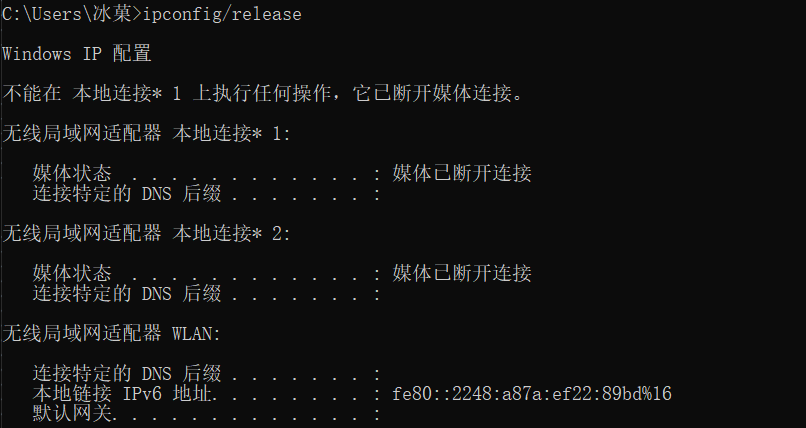 C:\Users\冰菓>ipconfig/release
Windows IP 配置
不能在 本地连接* 1 上执行任何操作，它已断开媒体连接。
无线局域网适配器 本地连接* 1:
媒体状态  . . . . . . . . . . . . : 媒体已断开连接
连接特定的 DNS 后缀 . . . . . . . :
无线局域网适配器 本地连接* 2:
媒体状态  . . . . . . . . . . . . : 媒体已断开连接
连接特定的 DNS 后缀 . . . . . . . :
无线局域网适配器 WLAN:
连接特定的 DNS 后缀 . . . . . . . :
本地链接 IPv6 地址. . . . . . . . : fe80::2248:a87a:ef22:89bd%16
默认网关. . . . . . . . . . . . . :